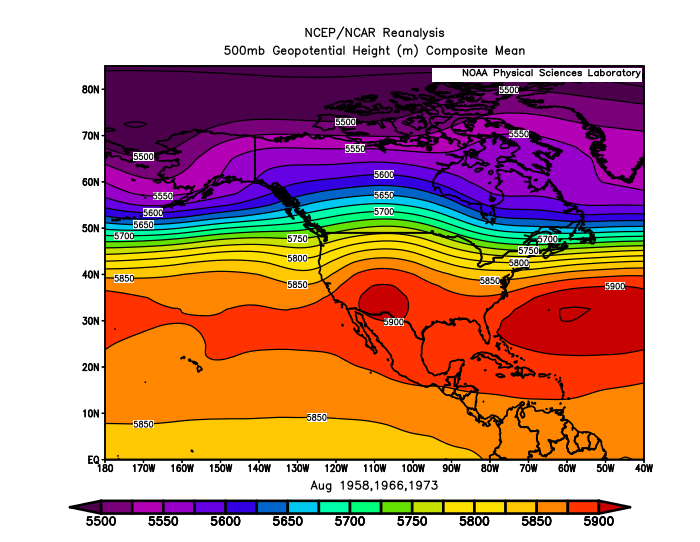 NCEP/NCAR Reanalysis
500mb Geopotential Height (m) Composite Mean
NOAA Physical Sciences Laboratory
80N
5500
5500
70N
5550
5550
5500
5600
60N
5550
5650
5600
5700
50N
5650
5700
5750
5700
5750
5800
5800
40N
5850
5850
5850
5900
30N
5900
20N
10N
5850
5850
EQ
180 170W 160W 150W 140W 130W 120W 110W 100W 90W 80W 70W 60W 50W 40W
Aug 1958,1966,1973
5500 5550 5600 5650 5700 5750 5800 5850 5900